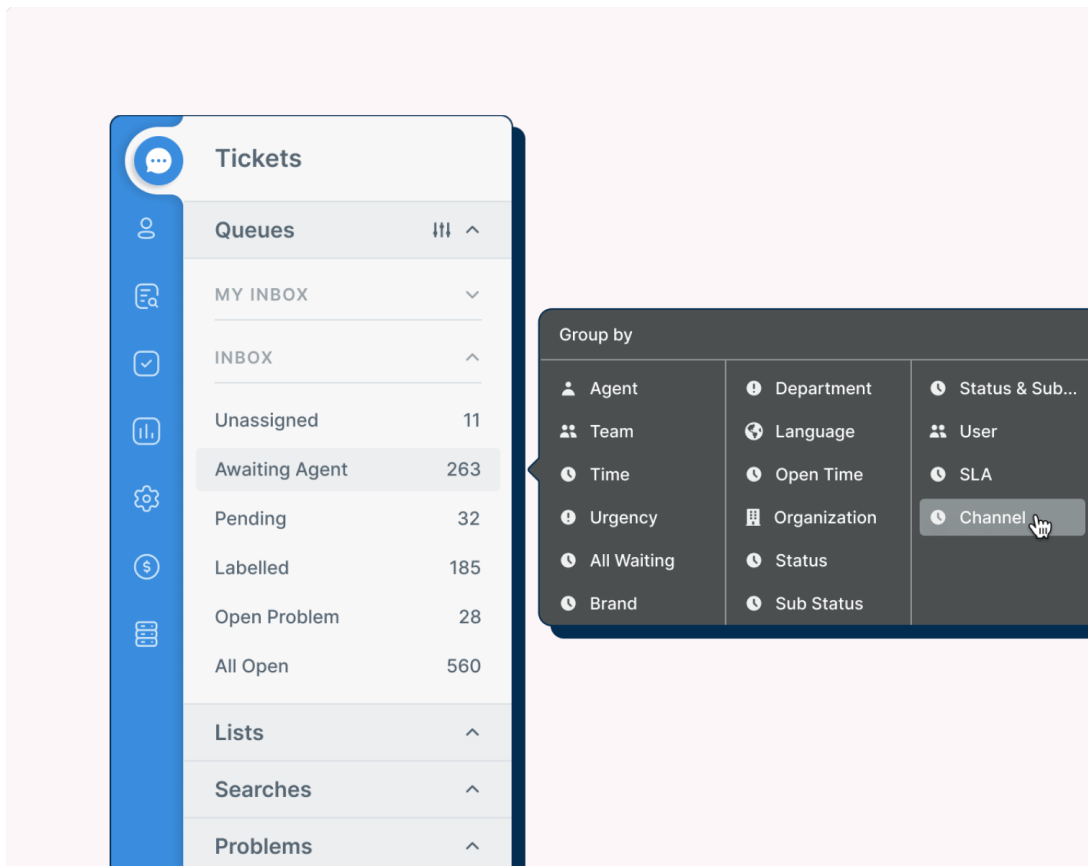 Tickets
Queues
MY INBOX
INBOX
Unassigned 11
Awaiting Agent 263
Pending 32
Labelled 185
Open Problem 28
All Open 560
Lists
Searches
Problems
Group by
Agent
Team
Time
Urgency
All Waiting
Brand
Department
Language
Open Time
Organization
Status
Sub Status
Status & Sub...
User
SLA
Channel